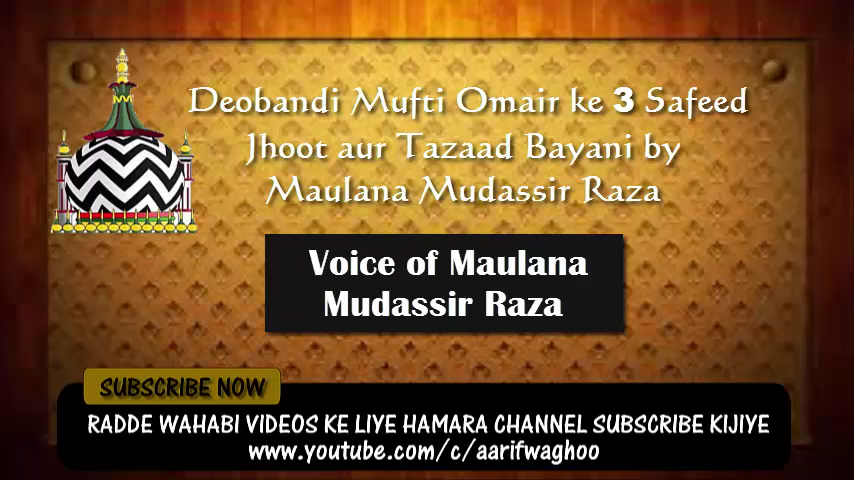 Deobandi Mufti Omair ke 3 Safeed
Jhoot aur Tazaad Bayani by
Maulana Mudassir Raza
Voice of Maulana
Mudassir Raza
SUBSCRIBE NOW
RADDE WAHABI VIDEOS KE LIYE HAMARA CHANNEL SUBSCRIBE KIJIYE
www.youtube.com/c/aarifwaghoo